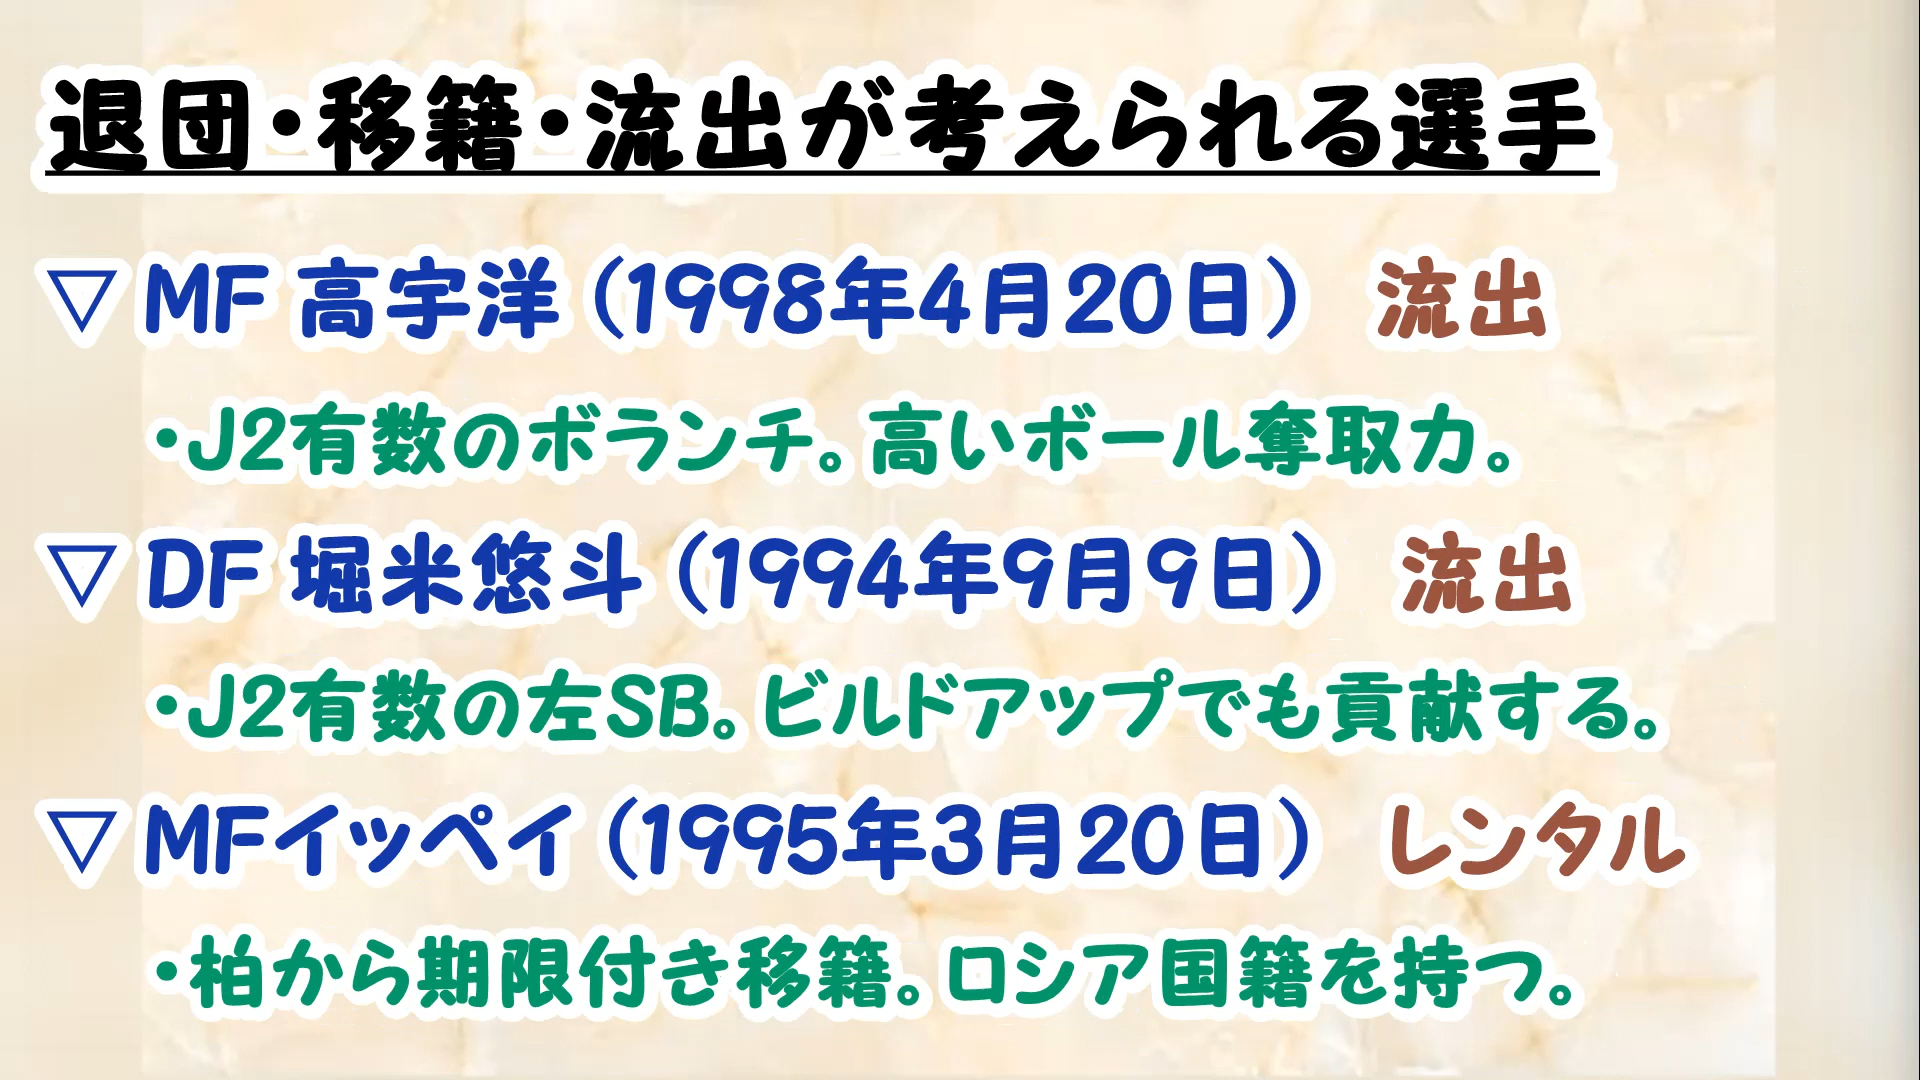 退団・移籍・流出が考えられる選手
▽ MF 高宇洋（1998年4月20日） 流出
・J2有数のボランチ。高いボール奪取力。
▽ DF 堀米悠斗（1994年9月9日） 流出
・J2有数の左SB。ビルドアップでも貢献する。
▽ MFイッペイ（1995年3月20日） レンタル
・柏から期限付き移籍。ロシア国籍を持つ。